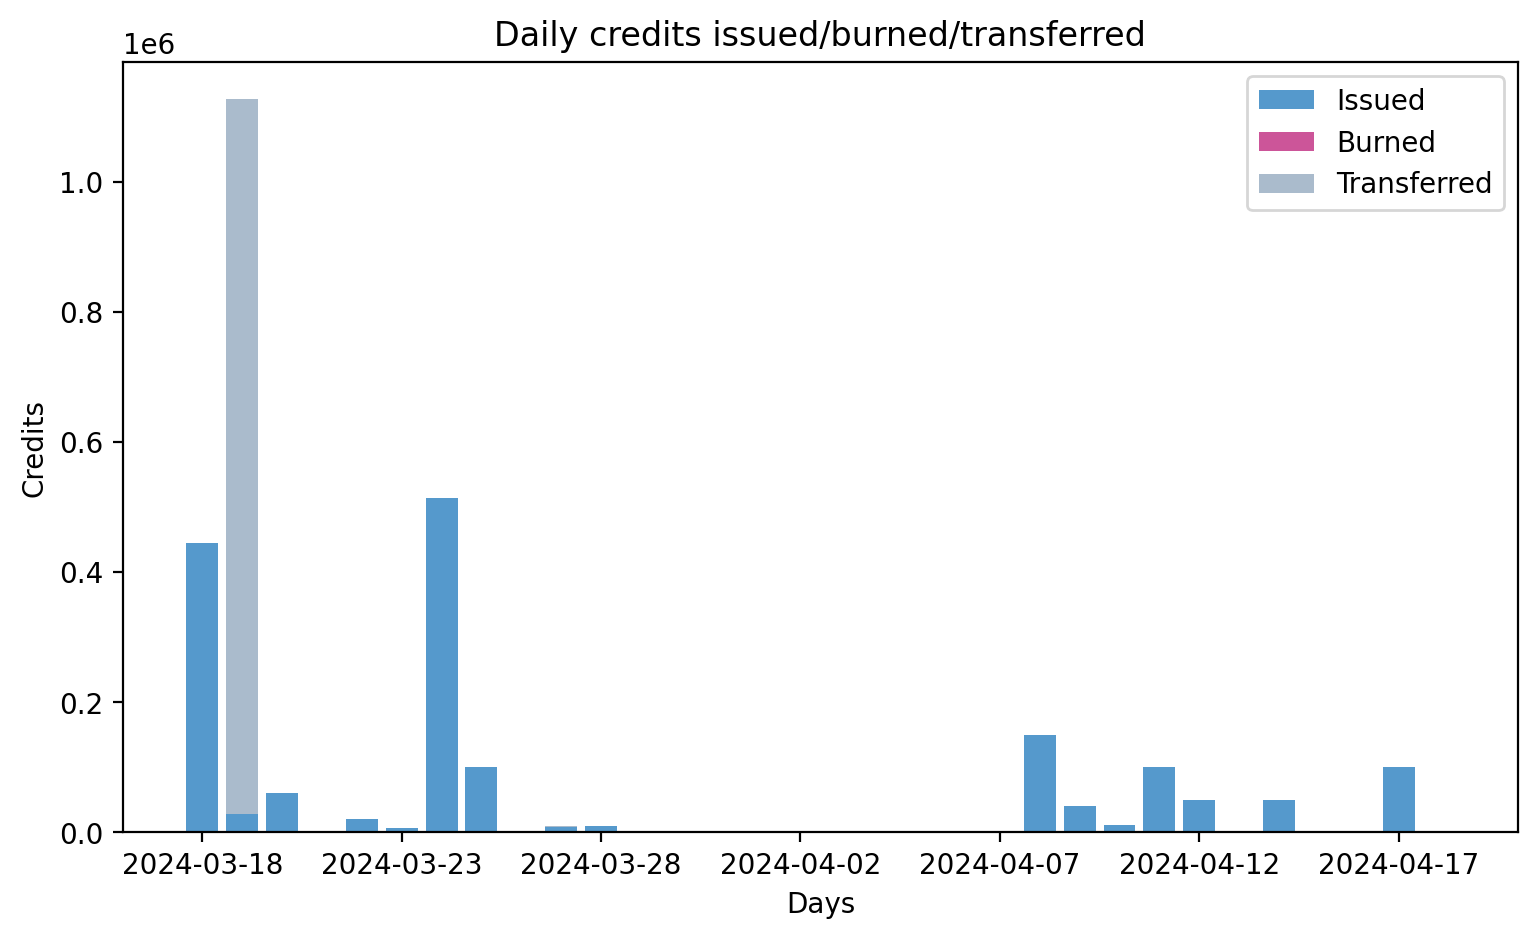 Daily credits issued/burned/transferred
1e6
Issued
Burned
Transferred
1.0
0.8
0.6
0.4
0.2
0.0
Credits
2024-03-18
2024-03-23
2024-03-28
2024-04-02
2024-04-07
2024-04-12
2024-04-17
Days